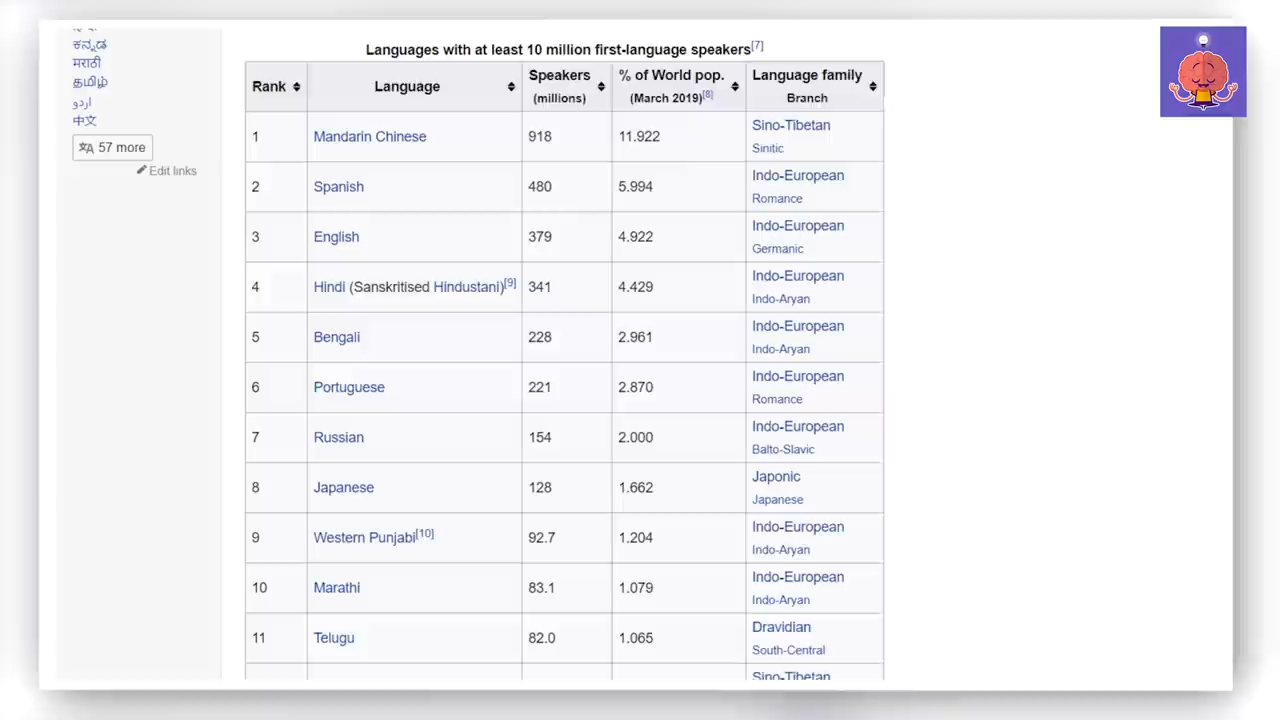 ಕನ್ನಡ
मराठी
தமிழ்
اردو
中文
57 more
Edit links
Languages with at least 10 million first-language speakers[7]
Rank Language Speakers (millions) % of World pop. (March 2019)[8] Language family Branch
1 Mandarin Chinese 918 11.922 Sino-Tibetan
Sinitic
2 Spanish 480 5.994 Indo-European
Romance
3 English 379 4.922 Indo-European
Germanic
4 Hindi (Sanskritised Hindustani)[9] 341 4.429 Indo-European
Indo-Aryan
5 Bengali 228 2.961 Indo-European
Indo-Aryan
6 Portuguese 221 2.870 Indo-European
Romance
7 Russian 154 2.000 Indo-European
Balto-Slavic
8 Japanese 128 1.662 Japonic
Japanese
9 Western Punjabi[10] 92.7 1.204 Indo-European
Indo-Aryan
10 Marathi 83.1 1.079 Indo-European
Indo-Aryan
11 Telugu 82.0 1.065 Dravidian
South-Central
Sino-Tibetan